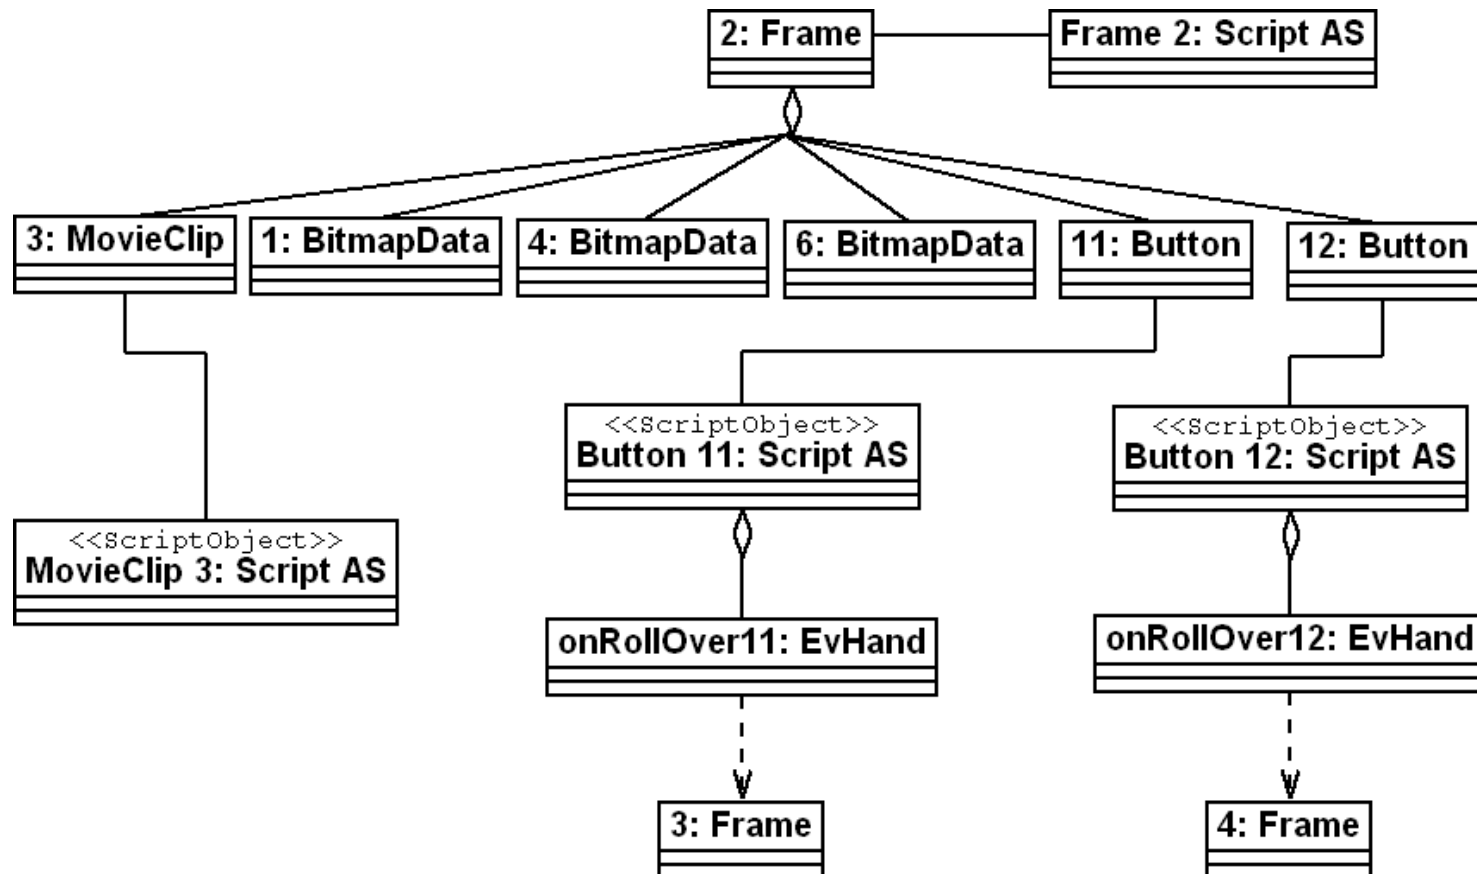 2: Frame
Frame 2: Script AS
3: MovieClip
1: BitmapData
4: BitmapData
6: BitmapData
11: Button
12: Button
<<ScriptObject>>
Button 11: Script AS
<<ScriptObject>>
Button 12: Script AS
<<ScriptObject>>
MovieClip 3: Script AS
onRollOver11: EvHand
onRollOver12: EvHand
3: Frame
4: Frame